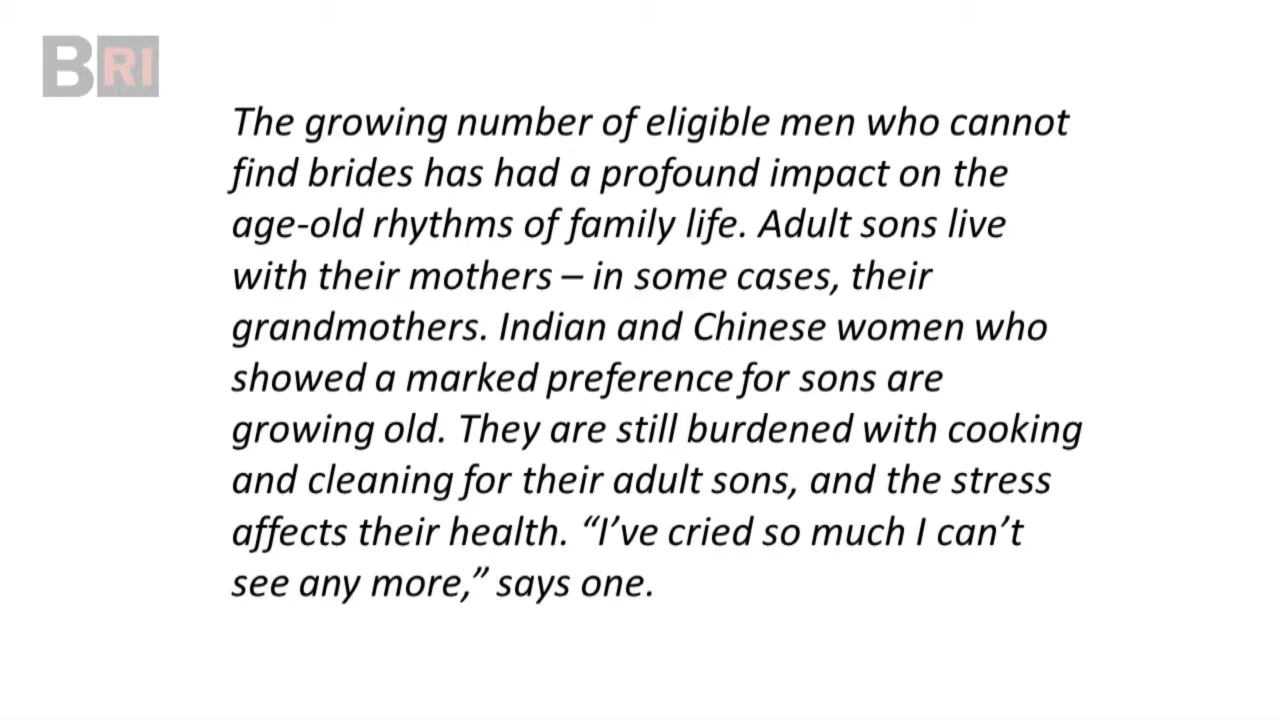 BRI
The growing number of eligible men who cannot
find brides has had a profound impact on the
age-old rhythms of family life. Adult sons live
with their mothers – in some cases, their
grandmothers. Indian and Chinese women who
showed a marked preference for sons are
growing old. They are still burdened with cooking
and cleaning for their adult sons, and the stress
affects their health. “I’ve cried so much I can’t
see any more,” says one.